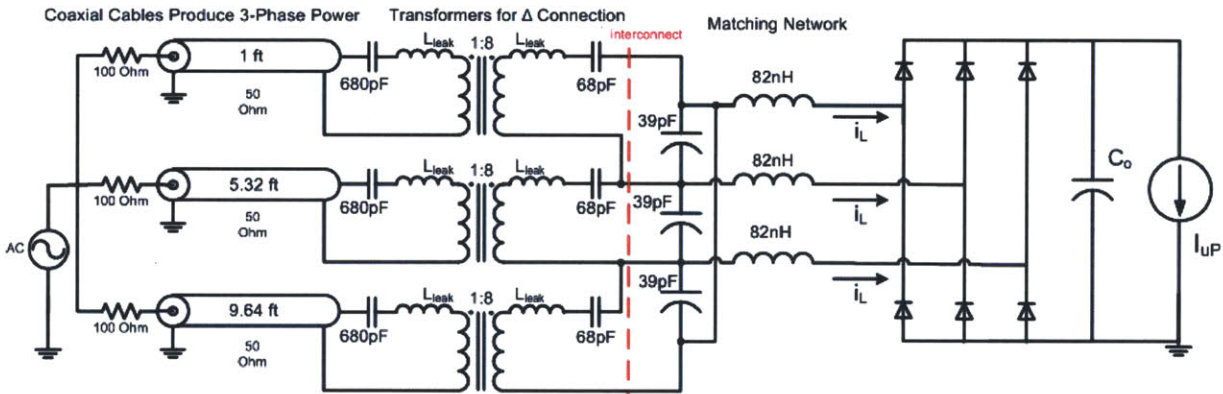 Coaxial Cables Produce 3-Phase Power
Transformers for Δ Connection
interconnect
Matching Network
100 Ohm
1 ft
50
Ohm
680pF
Lleak
1:8
Lleak
68pF
39pF
82nH
iL
AC
100 Ohm
5.32 ft
50
Ohm
680pF
Lleak
1:8
Lleak
68pF
39pF
82nH
iL
100 Ohm
9.64 ft
50
Ohm
680pF
Lleak
1:8
Lleak
68pF
39pF
82nH
iL
Co
IuP